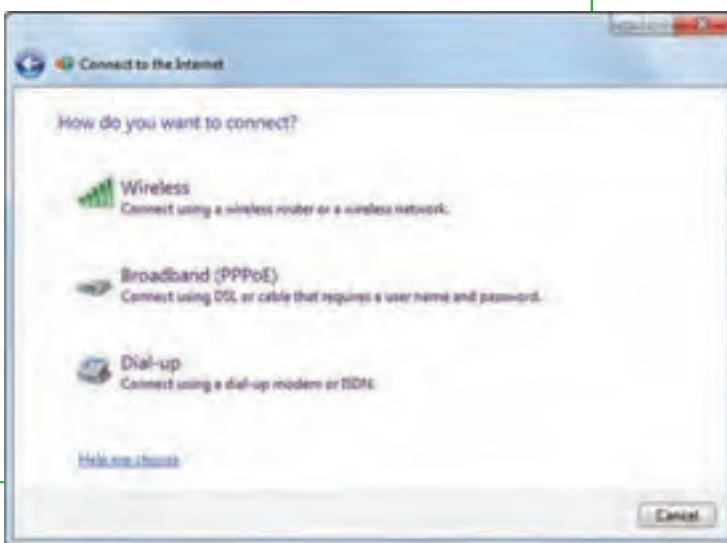 Connect to the Internet
How do you want to connect?
Wireless
Connect using a wireless router or a wireless network.
Broadband (PPPoE)
Connect using DSL or cable that requires a user name and password.
Dial-up
Connect using a dial-up modem or ISDN.
Help me choose
Cancel